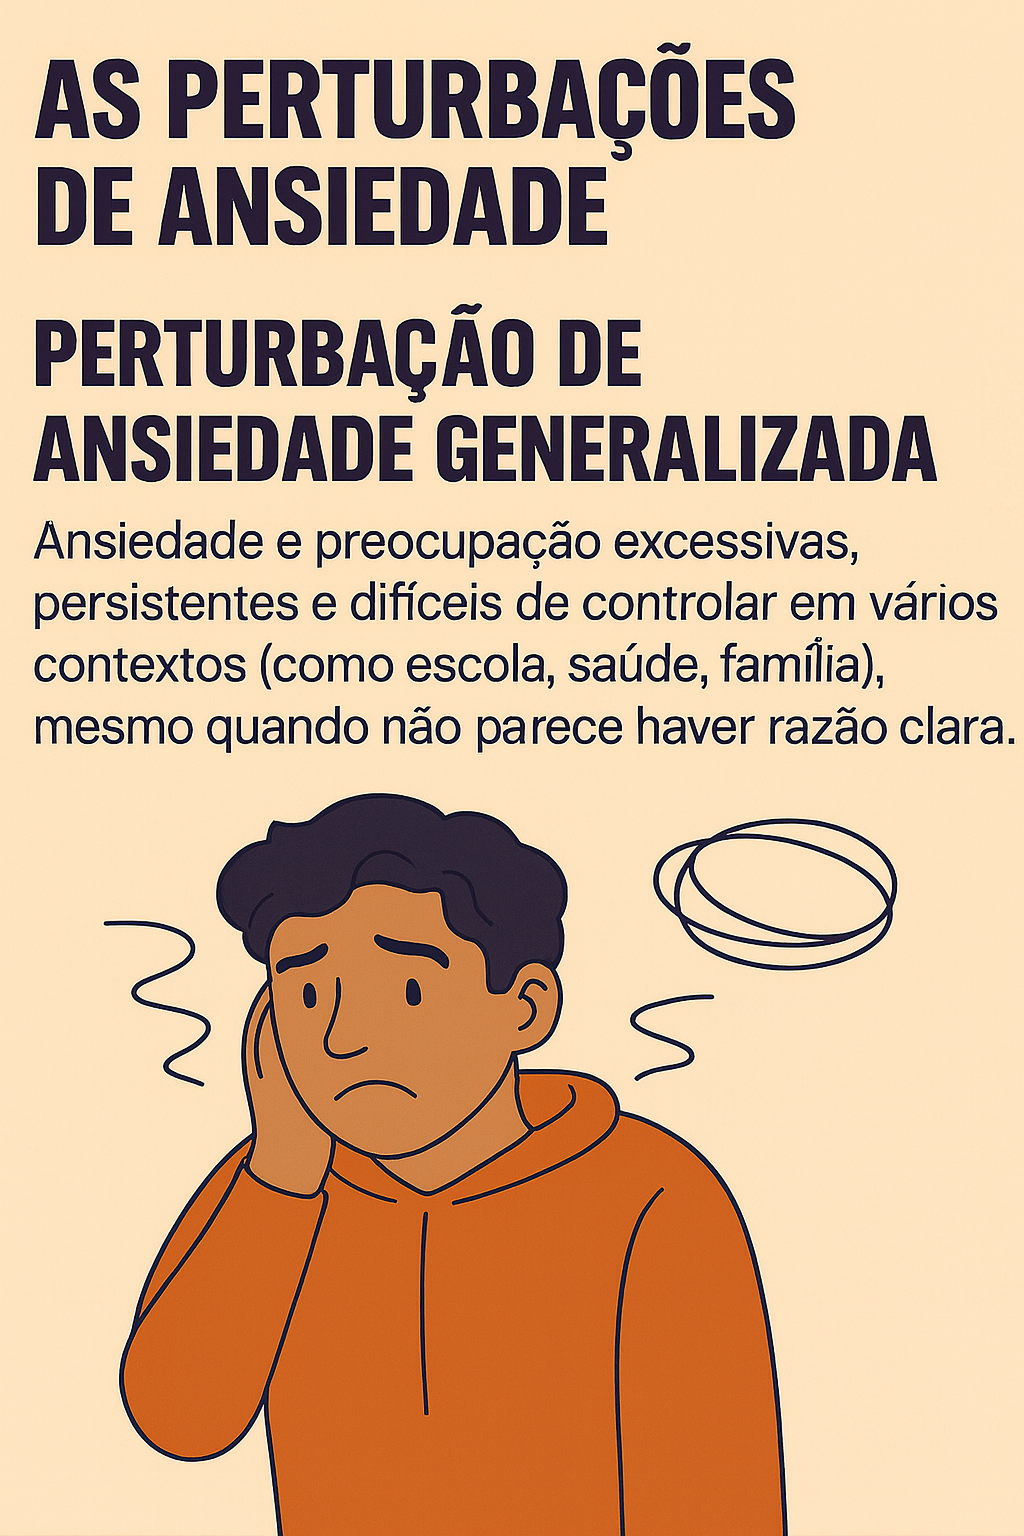 AS PERTURBAÇÕES
DE ANSIEDADE
PERTURBAÇÃO DE
ANSIEDADE GENERALIZADA
Ansiedade e preocupação excessivas,
persistentes e difíceis de controlar em vários
contextos (como escola, saúde, família),
mesmo quando não parece haver razão clara.